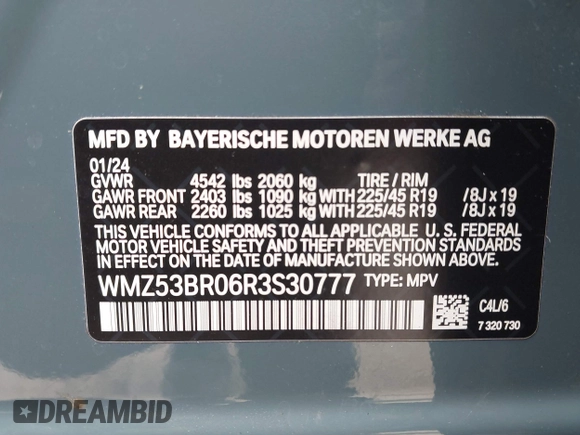 MFD BY BAYERISCHE MOTOREN WERKE AG
01/24
GVWR 4542 lbs 2060 kg TIRE / RIM
GAWR FRONT 2403 lbs 1090 kg WITH 225/45 R19 /8J x 19
GAWR REAR 2260 lbs 1025 kg WITH 225/45 R19 /8J x 19
THIS VEHICLE CONFORMS TO ALL APPLICABLE U. S. FEDERAL
MOTOR VEHICLE SAFETY, BUMPER, AND THEFT PREVENTION
STANDARDS IN EFFECT ON THE DATE OF MANUFACTURE SHOWN ABOVE.
WMZ53BR06R3S30777 TYPE: MPV
C4L/6
7 320 730
DREAMBID